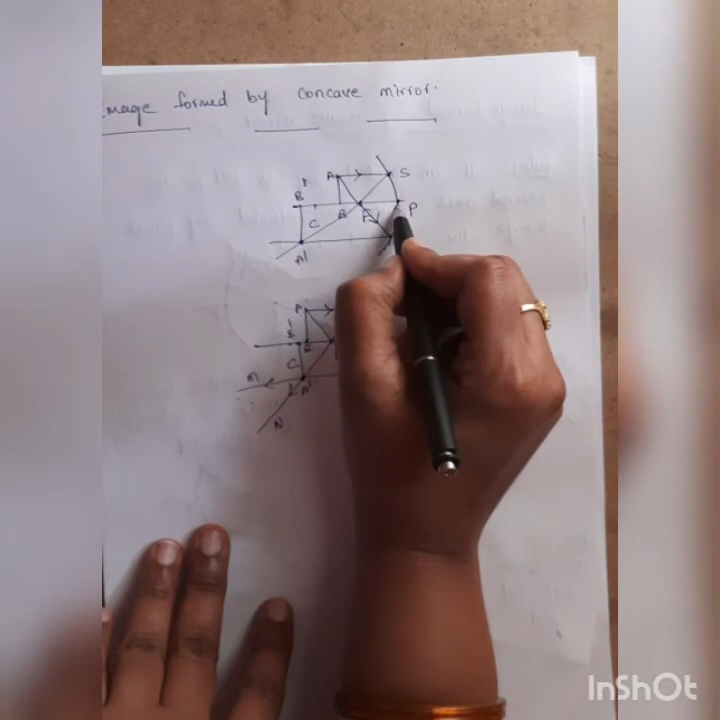 mage formed by concave mirror.
A S
B' C B F P
A'
A
B' B
C
M A'
N
InShOt